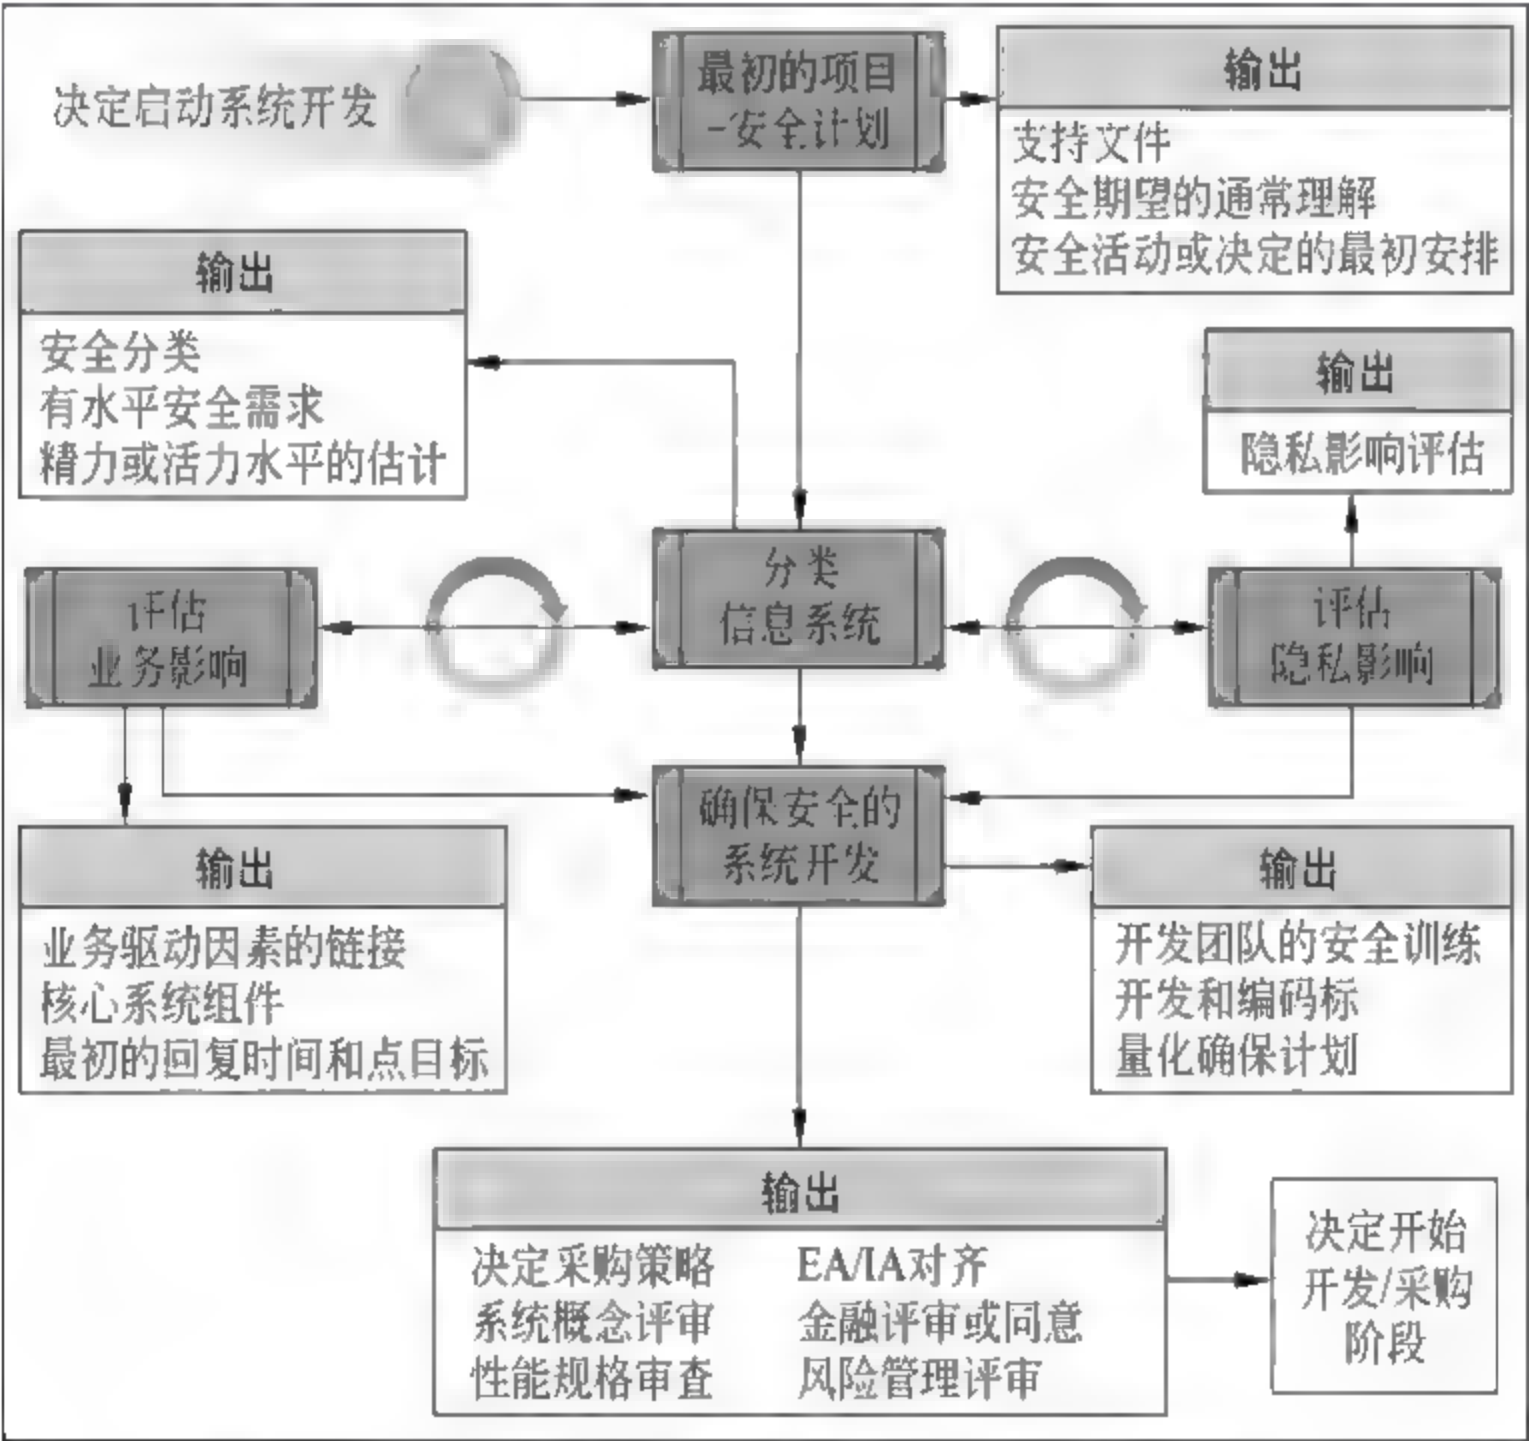 决定启动系统开发
最初的项目
-安全计划
输出
支持文件
安全期望的通常理解
安全活动或决定的最初安排
输出
安全分类
有水平安全需求
精力或活力水平的估计
输出
隐私影响评估
评估
业务影响
分类
信息系统
评估
隐私影响
确保安全的
系统开发
输出
业务驱动因素的链接
核心系统组件
最初的回复时间和点目标
输出
开发团队的安全训练
开发和编码标
量化确保计划
输出
决定采购策略 EA/IA对齐
系统概念评审 金融评审或同意
性能规格审查 风险管理评审
决定开始
开发/采购
阶段